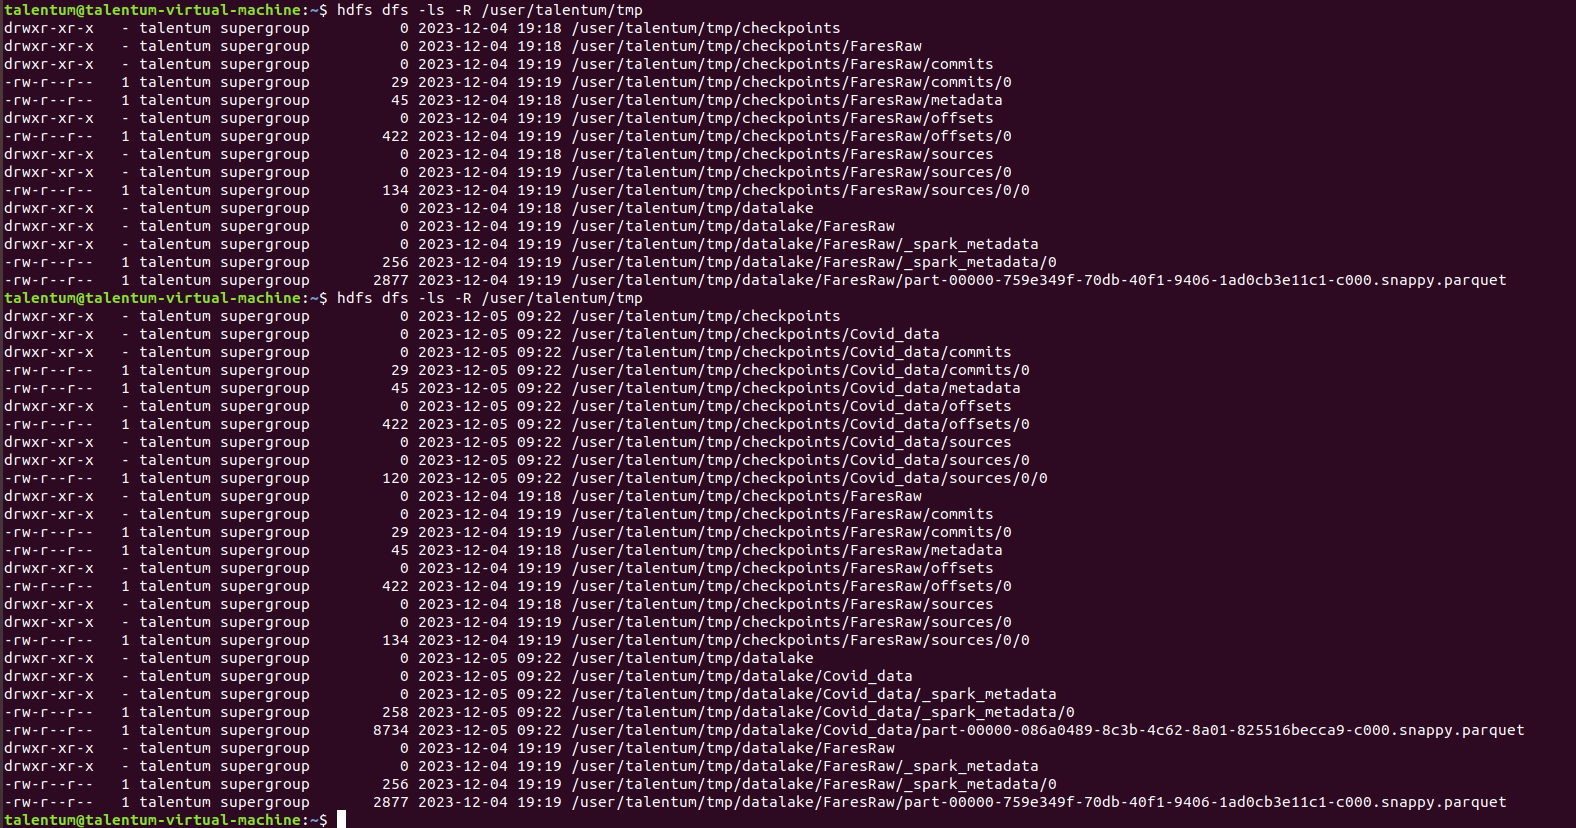 talentum@talentum-virtual-machine:~$ hdfs dfs -ls -R /user/talentum/tmp
drwxr-xr-x   - talentum supergroup          0 2023-12-04 19:18 /user/talentum/tmp/checkpoints
drwxr-xr-x   - talentum supergroup          0 2023-12-04 19:18 /user/talentum/tmp/checkpoints/FaresRaw
drwxr-xr-x   - talentum supergroup          0 2023-12-04 19:19 /user/talentum/tmp/checkpoints/FaresRaw/commits
-rw-r--r--   1 talentum supergroup         29 2023-12-04 19:19 /user/talentum/tmp/checkpoints/FaresRaw/commits/0
-rw-r--r--   1 talentum supergroup         45 2023-12-04 19:18 /user/talentum/tmp/checkpoints/FaresRaw/metadata
drwxr-xr-x   - talentum supergroup          0 2023-12-04 19:19 /user/talentum/tmp/checkpoints/FaresRaw/offsets
-rw-r--r--   1 talentum supergroup        422 2023-12-04 19:19 /user/talentum/tmp/checkpoints/FaresRaw/offsets/0
drwxr-xr-x   - talentum supergroup          0 2023-12-04 19:18 /user/talentum/tmp/checkpoints/FaresRaw/sources
drwxr-xr-x   - talentum supergroup          0 2023-12-04 19:19 /user/talentum/tmp/checkpoints/FaresRaw/sources/0
-rw-r--r--   1 talentum supergroup        134 2023-12-04 19:19 /user/talentum/tmp/checkpoints/FaresRaw/sources/0/0
drwxr-xr-x   - talentum supergroup          0 2023-12-04 19:18 /user/talentum/tmp/datalake
drwxr-xr-x   - talentum supergroup          0 2023-12-04 19:19 /user/talentum/tmp/datalake/FaresRaw
drwxr-xr-x   - talentum supergroup          0 2023-12-04 19:19 /user/talentum/tmp/datalake/FaresRaw/_spark_metadata
-rw-r--r--   1 talentum supergroup        256 2023-12-04 19:19 /user/talentum/tmp/datalake/FaresRaw/_spark_metadata/0
-rw-r--r--   1 talentum supergroup       2877 2023-12-04 19:19 /user/talentum/tmp/datalake/FaresRaw/part-00000-759e349f-70db-40f1-9406-1ad0cb3e11c1-c000.snappy.parquet
talentum@talentum-virtual-machine:~$ hdfs dfs -ls -R /user/talentum/tmp
drwxr-xr-x   - talentum supergroup          0 2023-12-05 09:22 /user/talentum/tmp/checkpoints
drwxr-xr-x   - talentum supergroup          0 2023-12-05 09:22 /user/talentum/tmp/checkpoints/Covid_data
drwxr-xr-x   - talentum supergroup          0 2023-12-05 09:22 /user/talentum/tmp/checkpoints/Covid_data/commits
-rw-r--r--   1 talentum supergroup         29 2023-12-05 09:22 /user/talentum/tmp/checkpoints/Covid_data/commits/0
-rw-r--r--   1 talentum supergroup         45 2023-12-05 09:22 /user/talentum/tmp/checkpoints/Covid_data/metadata
drwxr-xr-x   - talentum supergroup          0 2023-12-05 09:22 /user/talentum/tmp/checkpoints/Covid_data/offsets
-rw-r--r--   1 talentum supergroup        422 2023-12-05 09:22 /user/talentum/tmp/checkpoints/Covid_data/offsets/0
drwxr-xr-x   - talentum supergroup          0 2023-12-05 09:22 /user/talentum/tmp/checkpoints/Covid_data/sources
drwxr-xr-x   - talentum supergroup          0 2023-12-05 09:22 /user/talentum/tmp/checkpoints/Covid_data/sources/0
-rw-r--r--   1 talentum supergroup        120 2023-12-05 09:22 /user/talentum/tmp/checkpoints/Covid_data/sources/0/0
drwxr-xr-x   - talentum supergroup          0 2023-12-04 19:18 /user/talentum/tmp/checkpoints/FaresRaw
drwxr-xr-x   - talentum supergroup          0 2023-12-04 19:19 /user/talentum/tmp/checkpoints/FaresRaw/commits
-rw-r--r--   1 talentum supergroup         29 2023-12-04 19:19 /user/talentum/tmp/checkpoints/FaresRaw/commits/0
-rw-r--r--   1 talentum supergroup         45 2023-12-04 19:18 /user/talentum/tmp/checkpoints/FaresRaw/metadata
drwxr-xr-x   - talentum supergroup          0 2023-12-04 19:19 /user/talentum/tmp/checkpoints/FaresRaw/offsets
-rw-r--r--   1 talentum supergroup        422 2023-12-04 19:19 /user/talentum/tmp/checkpoints/FaresRaw/offsets/0
drwxr-xr-x   - talentum supergroup          0 2023-12-04 19:18 /user/talentum/tmp/checkpoints/FaresRaw/sources
drwxr-xr-x   - talentum supergroup          0 2023-12-04 19:19 /user/talentum/tmp/checkpoints/FaresRaw/sources/0
-rw-r--r--   1 talentum supergroup        134 2023-12-04 19:19 /user/talentum/tmp/checkpoints/FaresRaw/sources/0/0
drwxr-xr-x   - talentum supergroup          0 2023-12-05 09:22 /user/talentum/tmp/datalake
drwxr-xr-x   - talentum supergroup          0 2023-12-05 09:22 /user/talentum/tmp/datalake/Covid_data
drwxr-xr-x   - talentum supergroup          0 2023-12-05 09:22 /user/talentum/tmp/datalake/Covid_data/_spark_metadata
-rw-r--r--   1 talentum supergroup        258 2023-12-05 09:22 /user/talentum/tmp/datalake/Covid_data/_spark_metadata/0
-rw-r--r--   1 talentum supergroup       8734 2023-12-05 09:22 /user/talentum/tmp/datalake/Covid_data/part-00000-086a0489-8c3b-4c62-8a01-825516becca9-c000.snappy.parquet
drwxr-xr-x   - talentum supergroup          0 2023-12-04 19:19 /user/talentum/tmp/datalake/FaresRaw
drwxr-xr-x   - talentum supergroup          0 2023-12-04 19:19 /user/talentum/tmp/datalake/FaresRaw/_spark_metadata
-rw-r--r--   1 talentum supergroup        256 2023-12-04 19:19 /user/talentum/tmp/datalake/FaresRaw/_spark_metadata/0
-rw-r--r--   1 talentum supergroup       2877 2023-12-04 19:19 /user/talentum/tmp/datalake/FaresRaw/part-00000-759e349f-70db-40f1-9406-1ad0cb3e11c1-c000.snappy.parquet
talentum@talentum-virtual-machine:~$